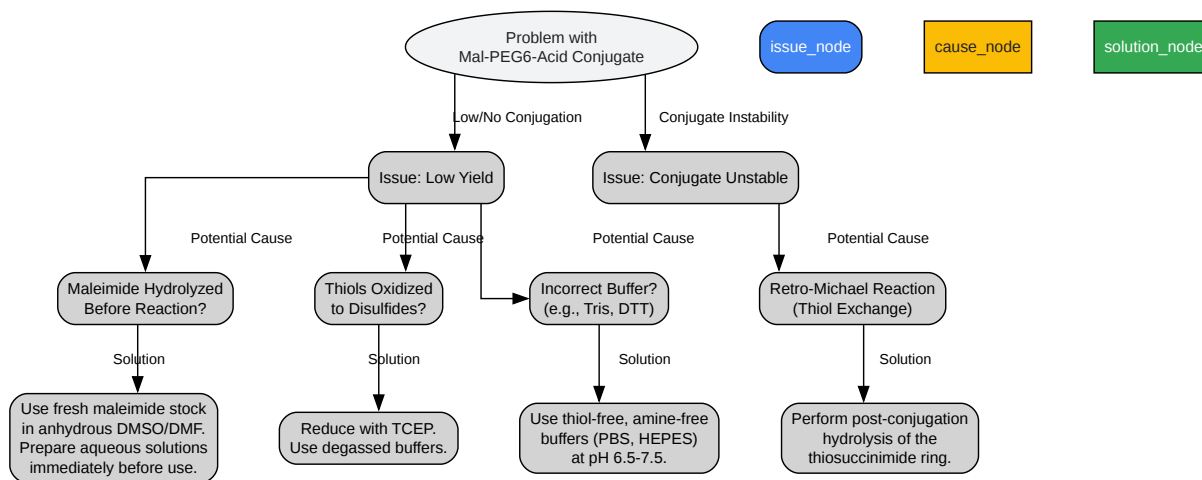 Problem with
Mal-PEG6-Acid Conjugate
issue_node
cause_node
solution_node
Low/No Conjugation
Conjugate Instability
Issue: Low Yield
Issue: Conjugate Unstable
Potential Cause
Potential Cause
Potential Cause
Potential Cause
Maleimide Hydrolyzed
Before Reaction?
Thiols Oxidized
to Disulfides?
Incorrect Buffer?
(e.g., Tris, DTT)
Retro-Michael Reaction
(Thiol Exchange)
Solution
Solution
Solution
Solution
Use fresh maleimide stock
in anhydrous DMSO/DMF.
Prepare aqueous solutions
immediately before use.
Reduce with TCEP.
Use degassed buffers.
Use thiol-free, amine-free
buffers (PBS, HEPES)
at pH 6.5-7.5.
Perform post-conjugation
hydrolysis of the
thiosuccinimide ring.